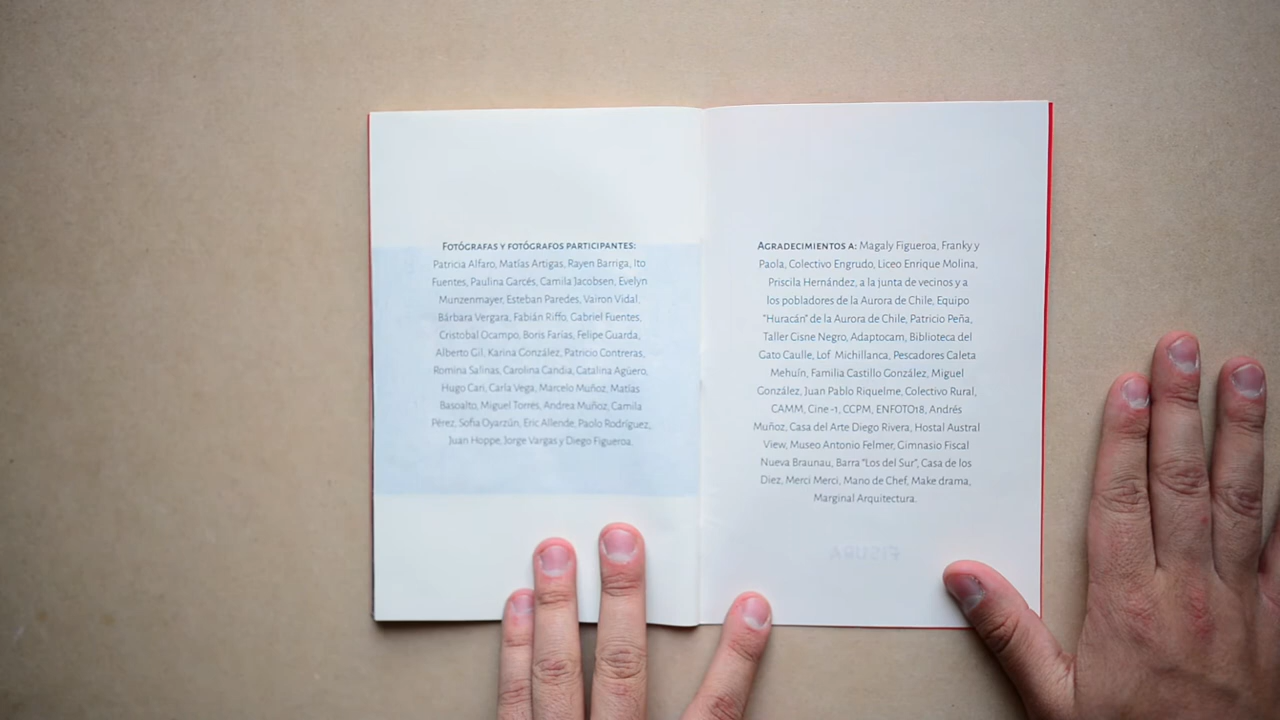 Fotógrafas y fotógrafos participantes:
Patricia Alfaro, Matías Artigas, Rayen Barriga, Ito
Fuentes, Paulina Garcés, Camila Jacobsen, Evelyn
Munzenmayer, Esteban Paredes, Vairon Vidal,
Bárbara Vergara, Fabián Riffo, Gabriel Fuentes,
Cristobal Ocampo, Boris Farías, Felipe Guarda,
Alberto Gil, Karina González, Patricio Contreras,
Romina Salinas, Carolina Candia, Catalina Agüero,
Hugo Cari, Carla Vega, Marcelo Muñoz, Matías
Basoalto, Miguel Torres, Andrea Muñoz, Camila
Pérez, Sofía Oyarzún, Eric Allende, Paolo Rodríguez,
Juan Hoppe, Jorge Vargas y Diego Figueroa.
Agradecimientos a: Magaly Figueroa, Franky y
Paola, Colectivo Engrudo, Liceo Enrique Molina,
Priscila Hernández, a la junta de vecinos y a
los pobladores de la Aurora de Chile, Equipo
"Huracán" de la Aurora de Chile, Patricio Peña,
Taller Cisne Negro, Adaptocam, Biblioteca del
Gato Caulle, Lof Michillanca, Pescadores Caleta
Mehuín, Familia Castillo González, Miguel
González, Juan Pablo Riquelme, Colectivo Rural,
CAMM, Cine -1, CCPM, ENFOTO18, Andrés
Muñoz, Casa del Arte Diego Rivera, Hostal Austral
View, Museo Antonio Felmer, Gimnasio Fiscal
Nueva Braunau, Barra "Los del Sur", Casa de los
Diez, Merci Merci, Mano de Chef, Make drama,
Marginal Arquitectura.
FISURA